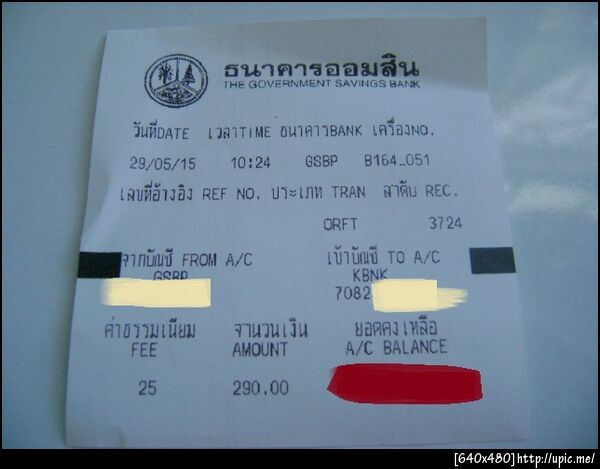 ธนาคารออมสิน
THE GOVERNMENT SAVINGS BANK
วันที่DATE เวลาTIME ธนาคารBANK เครื่องNO.
29/05/15 10:24 GSBP B164_051
เลขที่อ้างอิง REF NO. ประเภท TRAN ลำดับ REC.
ORFT 3724
จากบัญชี FROM A/C เข้าบัญชี TO A/C
GSBP KBNK
7082
ค่าธรรมเนียม จำนวนเงิน ยอดคงเหลือ
FEE AMOUNT A/C BALANCE
25 290.00
[640x480]http://upic.me/